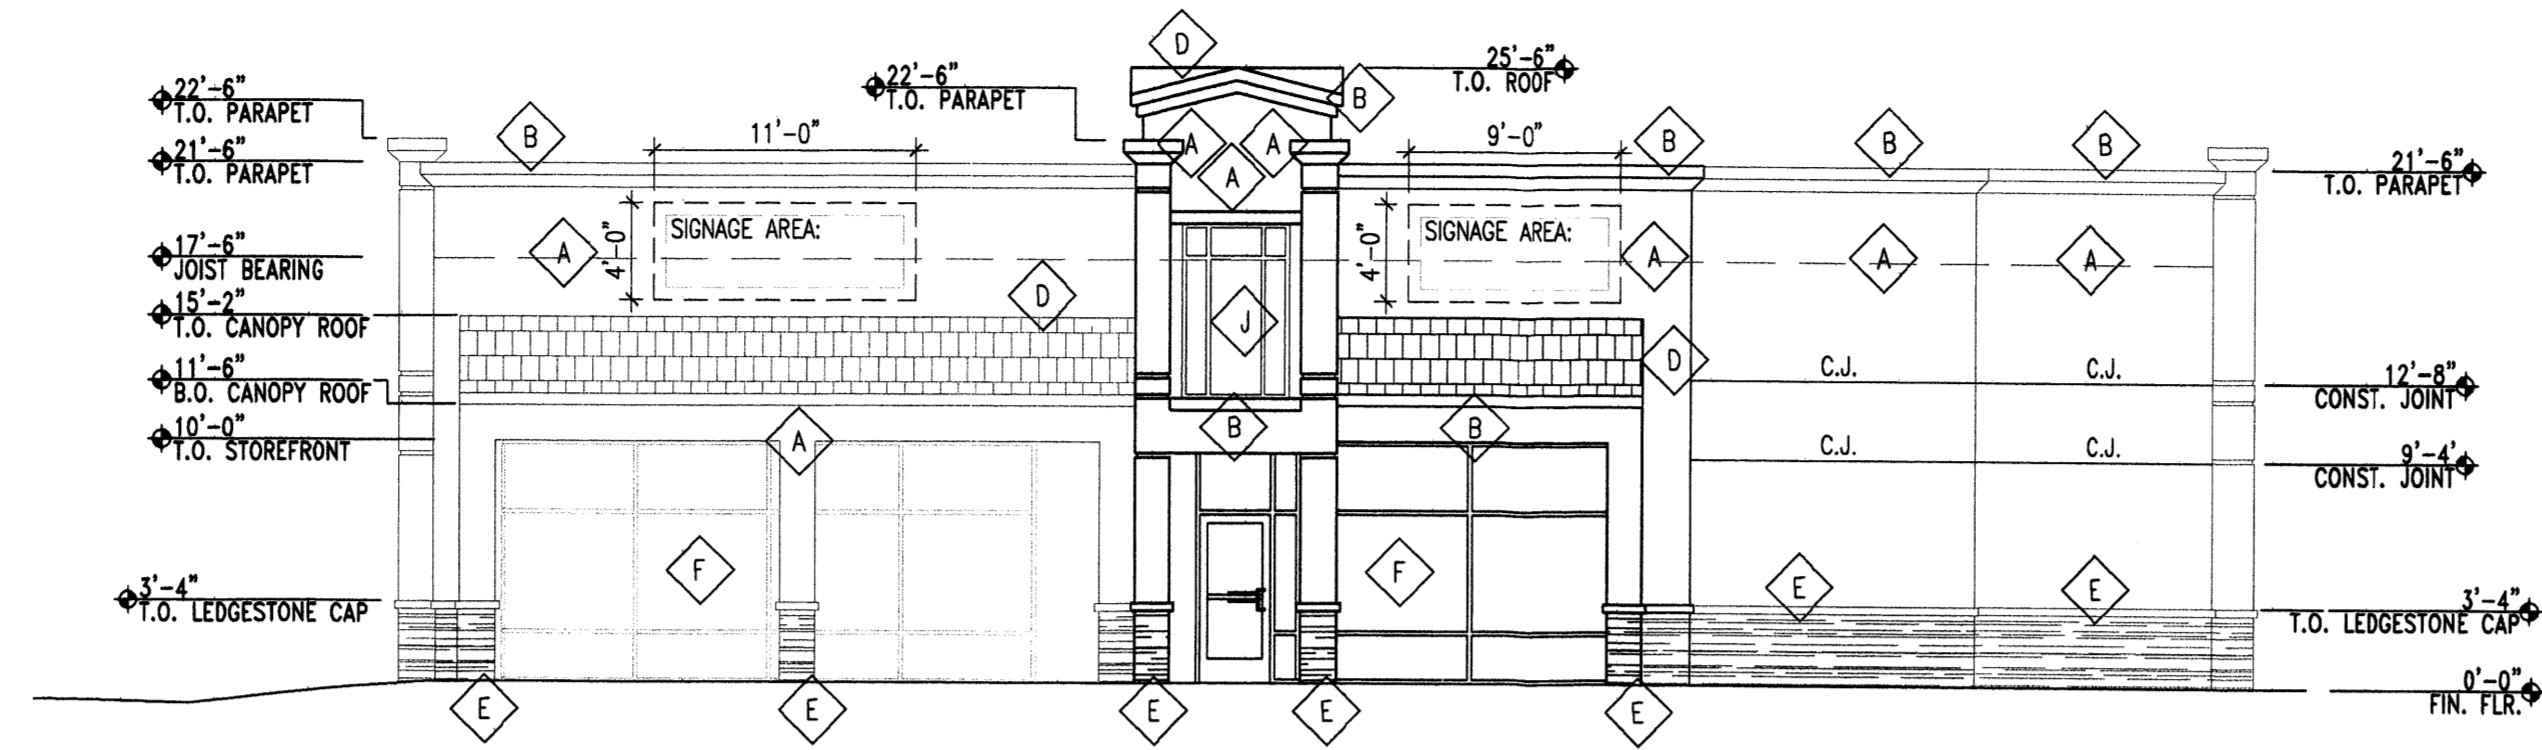 D
22'-6"
T.O. PARAPET
22'-6"
T.O. PARAPET
25'-6"
T.O. ROOF
B
B
11'-0"
A
A
A
9'-0"
B
B
B
21'-6"
T.O. PARAPET
21'-6"
T.O. PARAPET
4'-0"
SIGNAGE AREA:
4'-0"
SIGNAGE AREA:
A
A
A
A
17'-6"
JOIST BEARING
D
J
15'-2"
T.O. CANOPY ROOF
D
C.J.
C.J.
12'-8"
CONST. JOINT
11'-6"
B.O. CANOPY ROOF
A
B
B
10'-0"
T.O. STOREFRONT
C.J.
C.J.
9'-4'
CONST. JOINT
F
F
E
E
3'-4"
T.O. LEDGESTONE CAP
3'-4"
T.O. LEDGESTONE CAP
0'-0"
FIN. FLR.
E
E
E
E
E